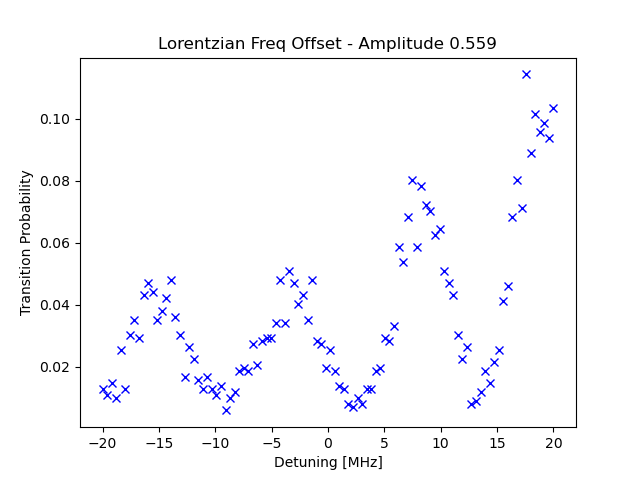 Lorentzian Freq Offset - Amplitude 0.559
Transition Probability
0.10
0.08
0.06
0.04
0.02
−20 −15 −10 −5 0 5 10 15 20
Detuning [MHz]